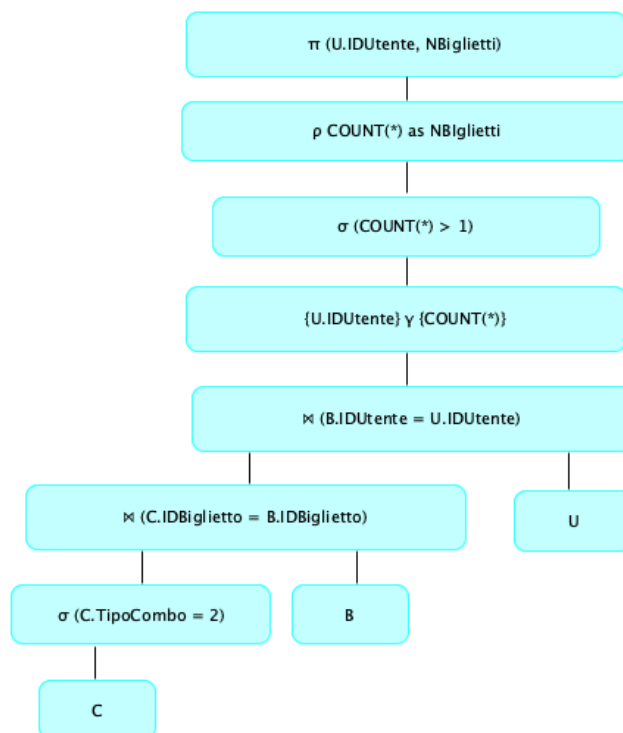 π (U.IDUtente, NBiglietti)
ρ COUNT(*) as NBIglietti
σ (COUNT(*) > 1)
{U.IDUtente} γ {COUNT(*)}
⨝ (B.IDUtente = U.IDUtente)
⨝ (C.IDBiglietto = B.IDBiglietto)
U
σ (C.TipoCombo = 2)
B
C